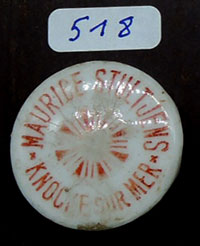 518
MAURICE STULTJENS
* KNOCKE SUR MER *